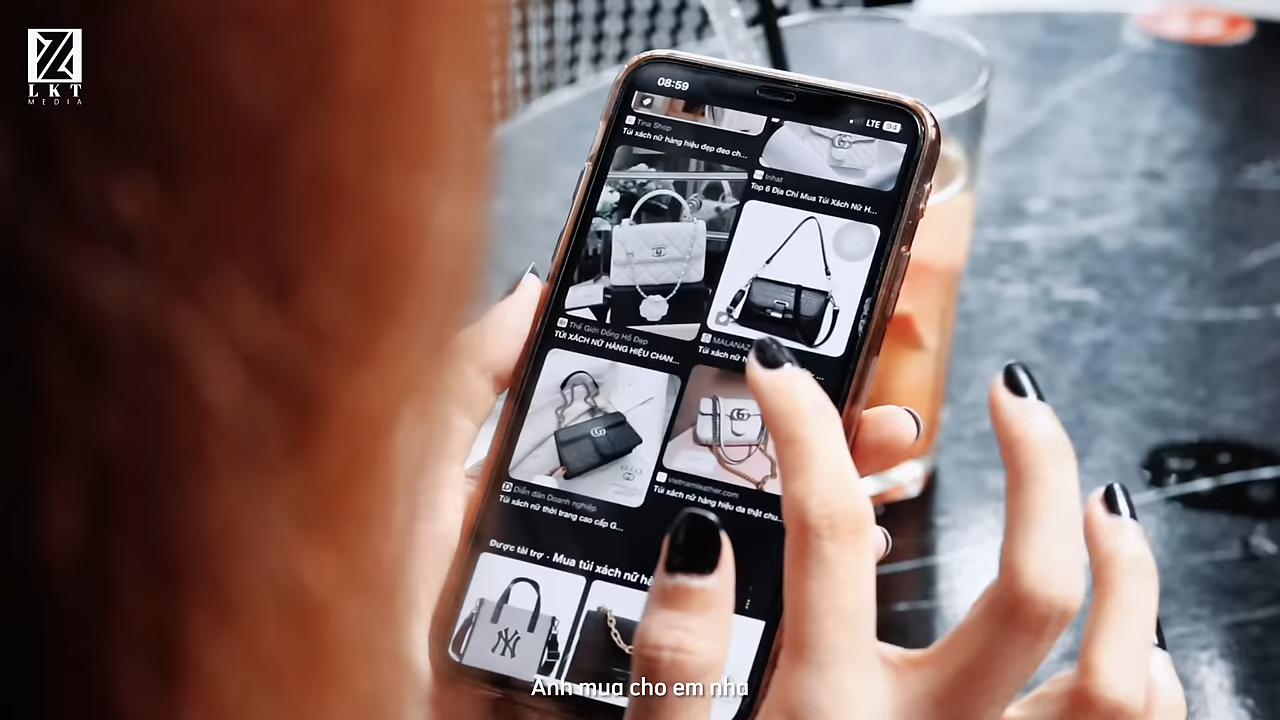 LKT
MEDIA
08:59
LTE 94
Tina Shop
Túi xách nữ hàng hiệu đẹp đeo ch...
inhat
Top 6 Địa Chỉ Mua Túi Xách Nữ H...
Thế Giới Đồng Hồ Đẹp
TÚI XÁCH NỮ HÀNG HIỆU CHAN...
MALANAZ
Túi xách
Diễn đàn Doanh nghiệp
Túi xách nữ thời trang cao cấp G...
vietnamleather.com
Túi xách nữ hàng hiệu da thật chu...
Được tài trợ · Mua túi xách nữ hà
NY
Anh mua cho em nha